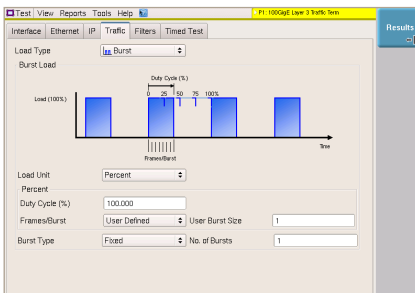 Test View Reports Tools Help
P1: 100GigE Layer 3 Traffic Term
Results
Interface Ethernet IP Traffic Filters Timed Test
Load Type Burst
Burst Load
Duty Cycle (%)
0 25 50 75 100%
Load (100%)
Time
Frames/Burst
Load Unit Percent
Percent
Duty Cycle (%) 100.000
Frames/Burst User Defined User Burst Size 1
Burst Type Fixed No. of Bursts 1